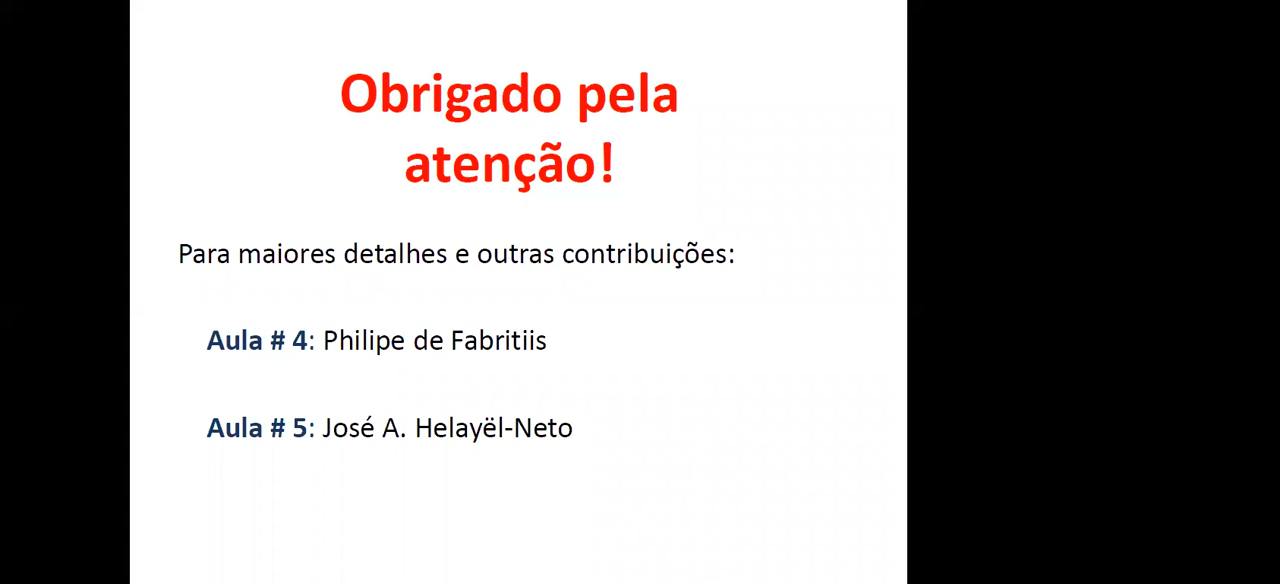 Obrigado pela
atenção!
Para maiores detalhes e outras contribuições:
Aula # 4: Philipe de Fabritiis
Aula # 5: José A. Helayël-Neto